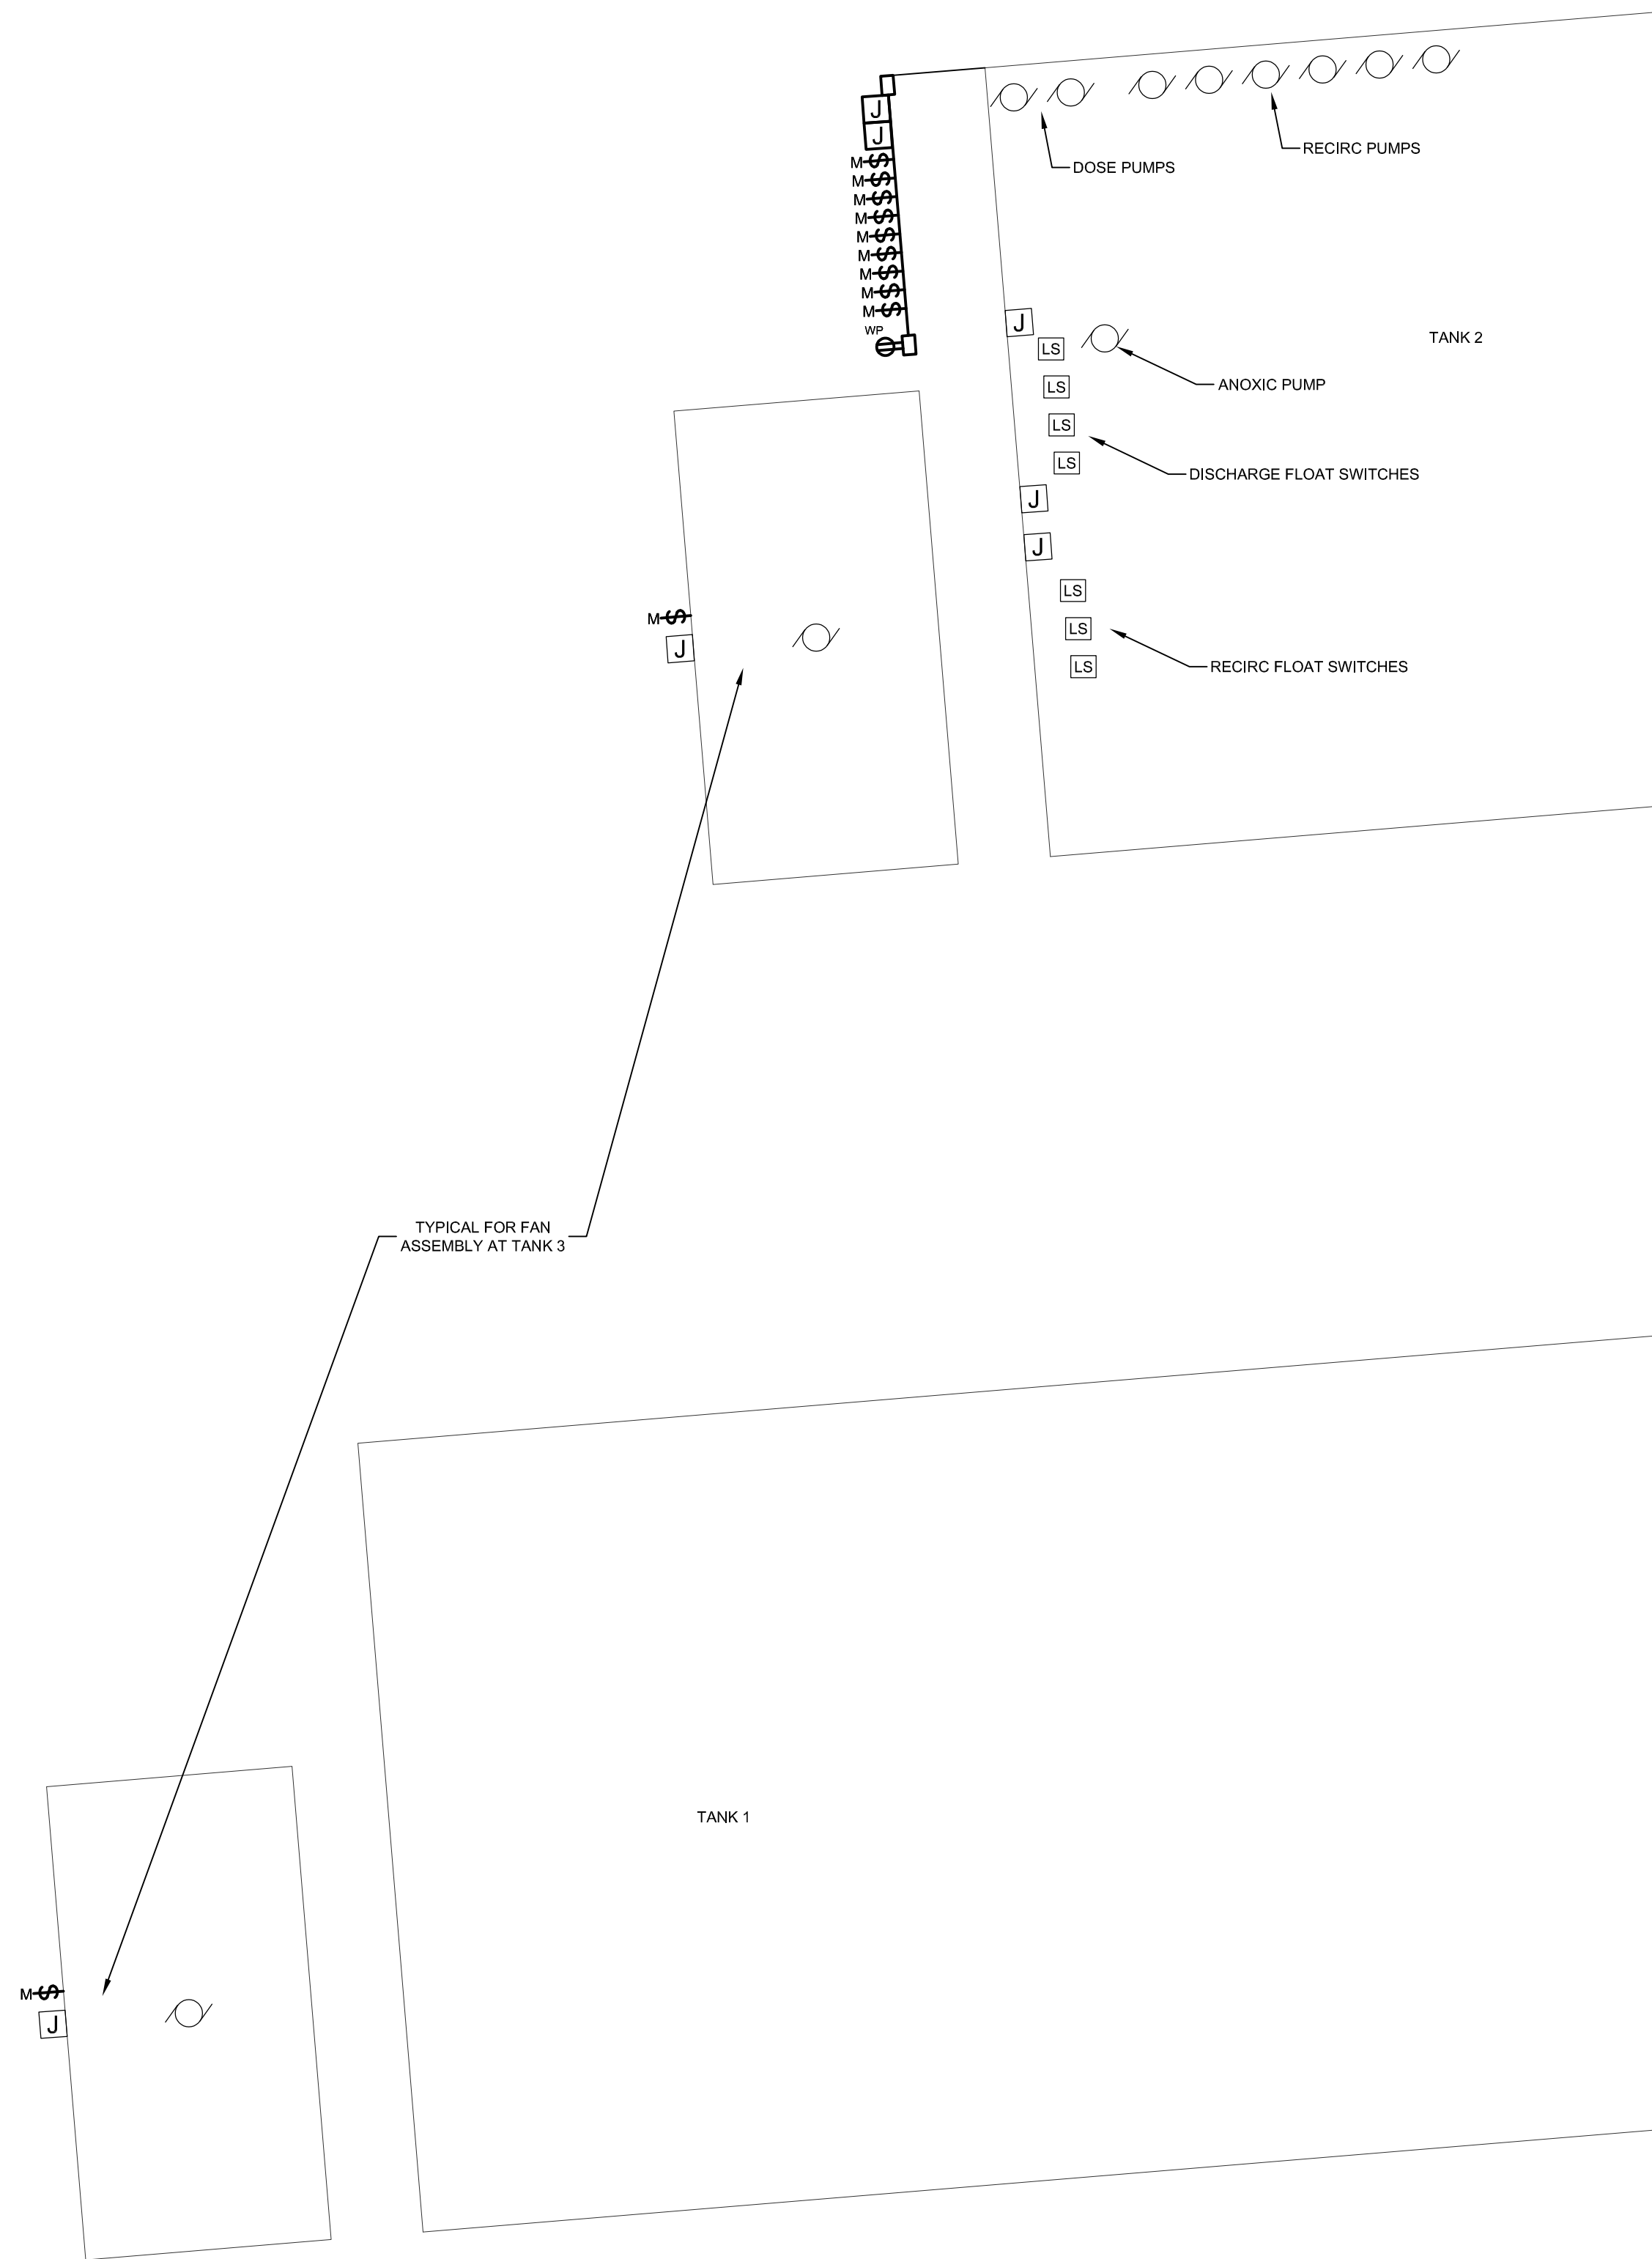 J
J
M $
M $
M $
M $
M $
M $
M $
M $
M $
WP
DOSE PUMPS
RECIRC PUMPS
J
LS
LS
LS
LS
TANK 2
ANOXIC PUMP
DISCHARGE FLOAT SWITCHES
J
J
LS
LS
LS
RECIRC FLOAT SWITCHES
M $
J
TYPICAL FOR FAN
ASSEMBLY AT TANK 3
TANK 1
M $
J